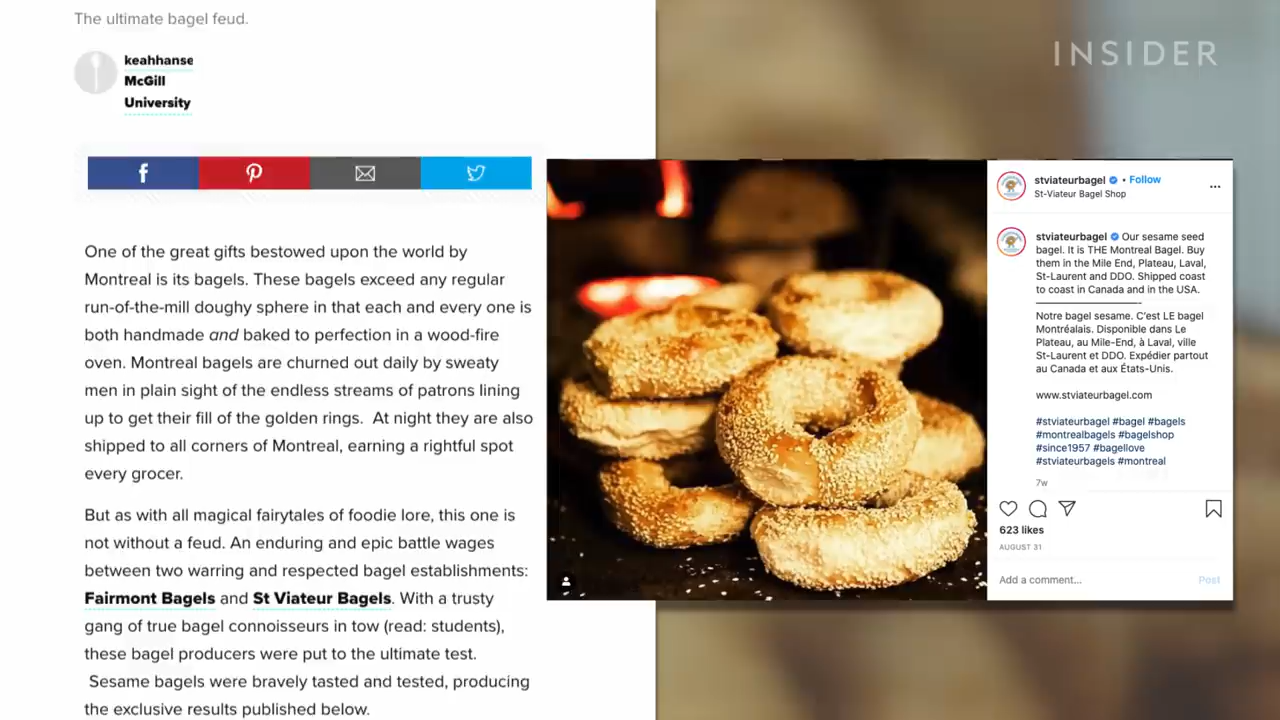 The ultimate bagel feud.
keahhanse
McGill
University
INSIDER
One of the great gifts bestowed upon the world by
Montreal is its bagels. These bagels exceed any regular
run-of-the-mill doughy sphere in that each and every one is
both handmade and baked to perfection in a wood-fire
oven. Montreal bagels are churned out daily by sweaty
men in plain sight of the endless streams of patrons lining
up to get their fill of the golden rings.  At night they are also
shipped to all corners of Montreal, earning a rightful spot
every grocer.
But as with all magical fairytales of foodie lore, this one is
not without a feud. An enduring and epic battle wages
between two warring and respected bagel establishments:
Fairmont Bagels and St Viateur Bagels. With a trusty
gang of true bagel connoisseurs in tow (read: students),
these bagel producers were put to the ultimate test.
Sesame bagels were bravely tasted and tested, producing
the exclusive results published below.
stviateurbagel • Follow
St-Viateur Bagel Shop
stviateurbagel Our sesame seed
bagel. It is THE Montreal Bagel. Buy
them in the Mile End, Plateau, Laval,
St-Laurent and DDO. Shipped coast
to coast in Canada and in the USA.
Notre bagel sesame. C'est LE bagel
Montréalais. Disponible dans Le
Plateau, au Mile-End, à Laval, ville
St-Laurent et DDO. Expédier partout
au Canada et aux États-Unis.
www.stviateurbagel.com
#stviateurbagel #bagel #bagels
#montrealbagels #bagelshop
#since1957 #bagellove
#stviateurbagels #montreal
7w
623 likes
AUGUST 31
Add a comment... Post